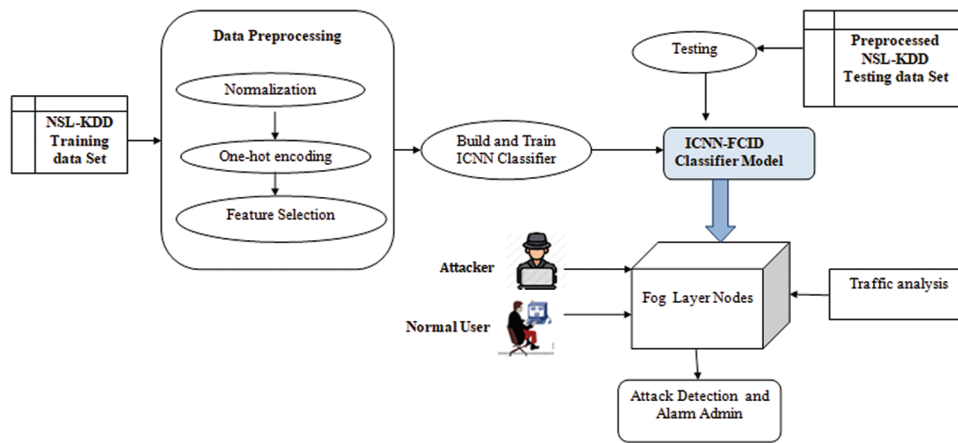 Data Preprocessing
Normalization
One-hot encoding
Feature Selection
NSL-KDD
Training
data Set
Build and Train
ICNN Classifier
Testing
Preprocessed
NSL-KDD
Testing data Set
ICNN-FCID
Classifier Model
Attacker
Normal User
Fog Layer Nodes
Traffic analysis
Attack Detection and
Alarm Admin